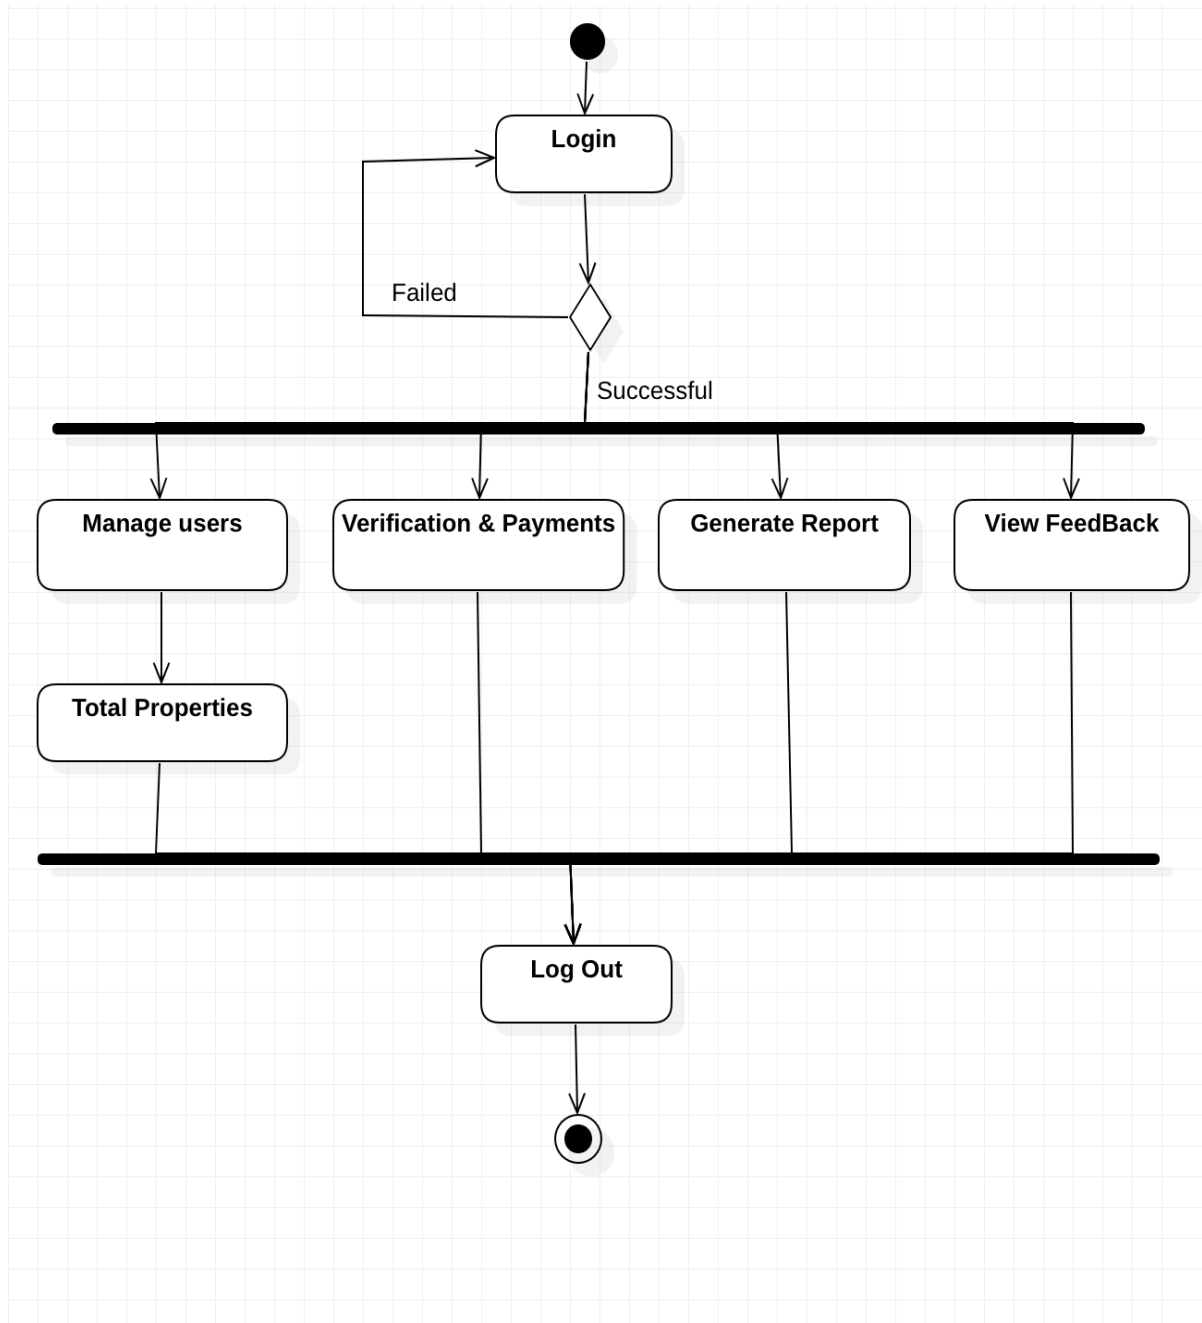 Login
Failed
Successful
Manage users
Verification & Payments
Generate Report
View FeedBack
Total Properties
Log Out